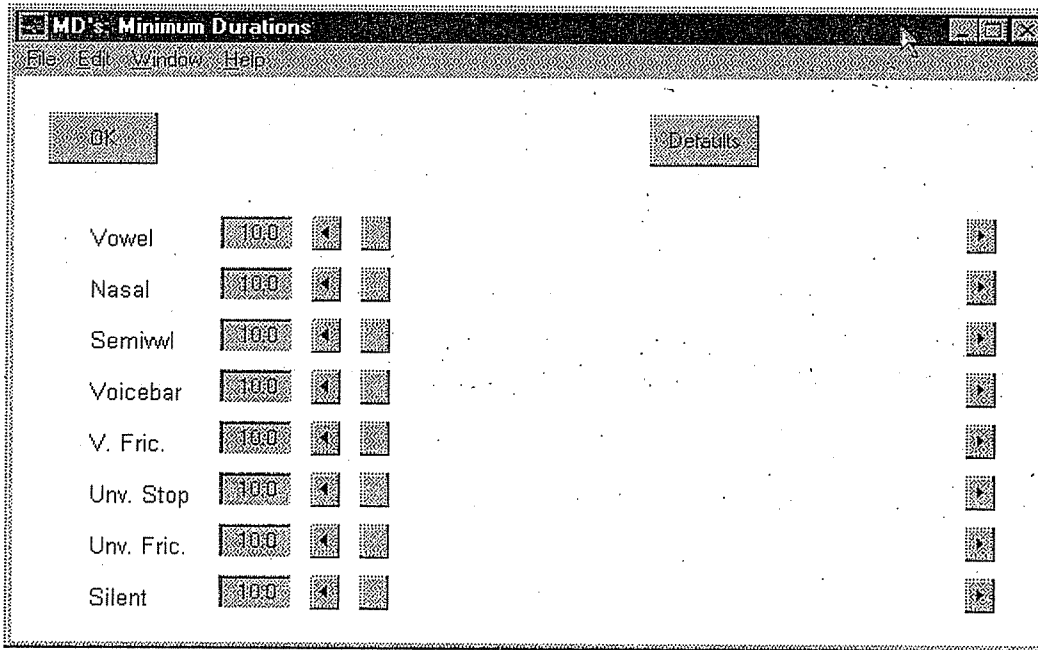 MD's. Minimum Durations
File Edit Window Help
OK Defaults
Vowel 10.0
Nasal 10.0
Semivwl 10.0
Voicebar 10.0
V. Fric. 10.0
Unv. Stop 10.0
Unv. Fric. 10.0
Silent 10.0